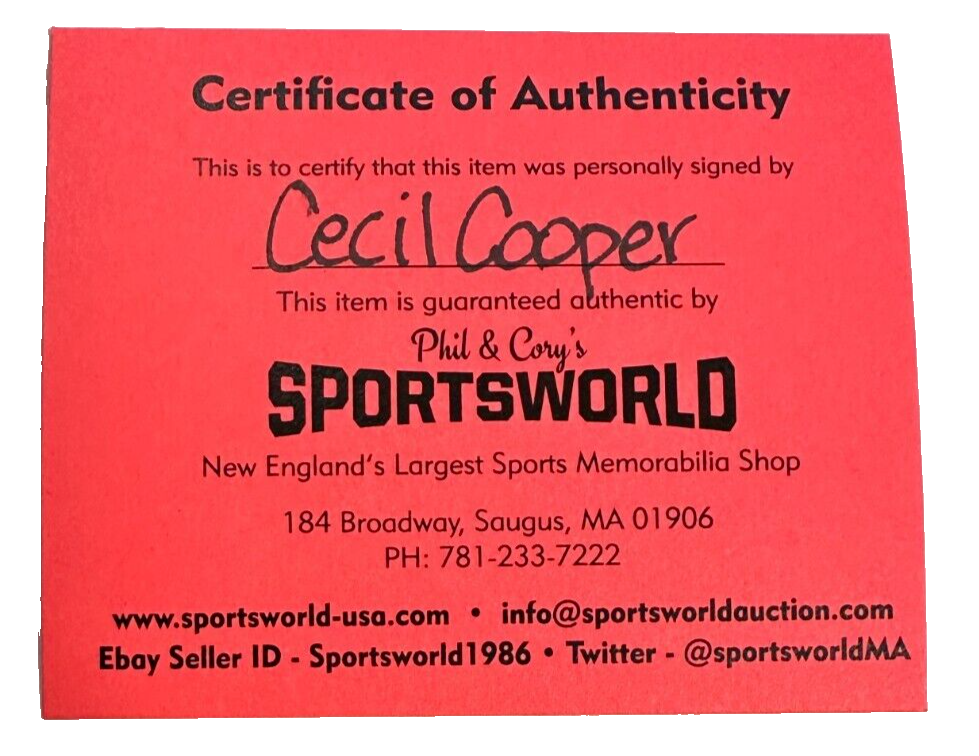 Certificate of Authenticity
This is to certify that this item was personally signed by
Cecil Cooper
This item is guaranteed authentic by
Phil & Cory's
SPORTSWORLD
New England's Largest Sports Memorabilia Shop
184 Broadway, Saugus, MA 01906
PH: 781-233-7222
www.sportsworld-usa.com • info@sportsworldauction.com
Ebay Seller ID - Sportsworld1986 • Twitter - @sportsworldMA